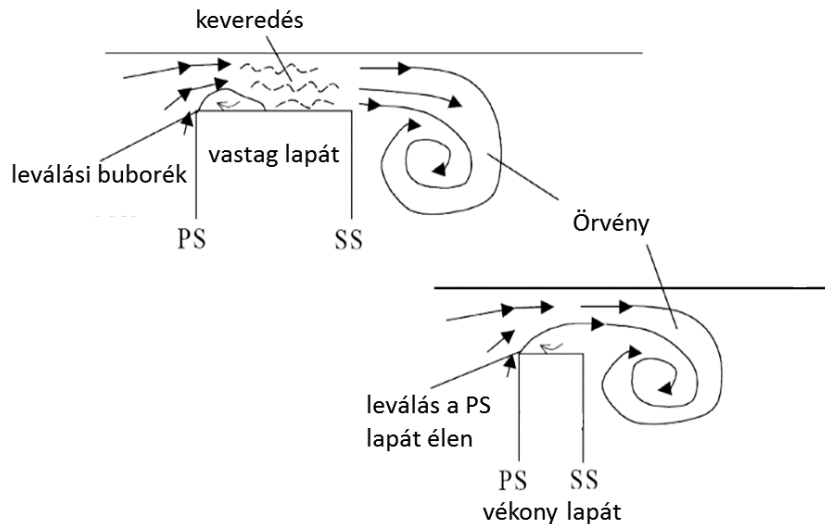 keveredés
vastag lapát
leválási buborék
PS
SS
Örvény
leválás a PS
lapát élen
PS
SS
vékony lapát